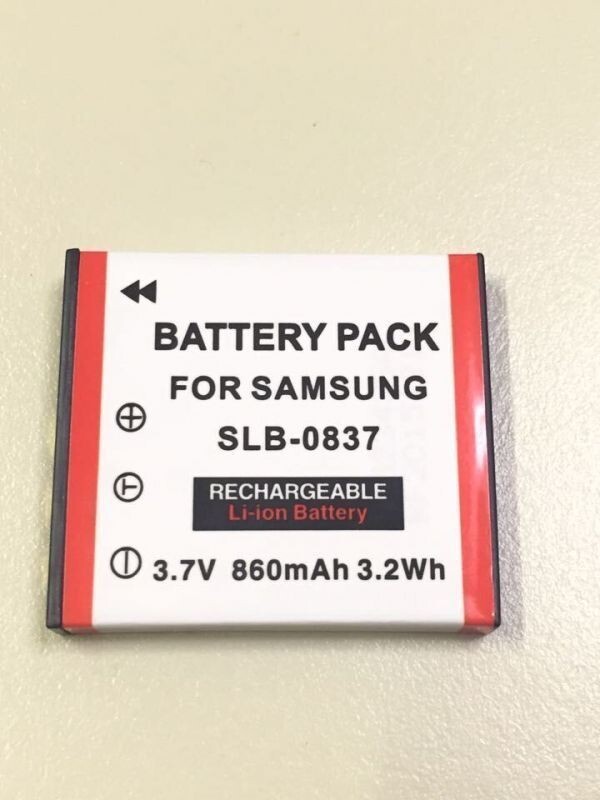 BATTERY PACK
FOR SAMSUNG
SLB-0837
RECHARGEABLE
Li-ion Battery
3.7V 860mAh 3.2Wh